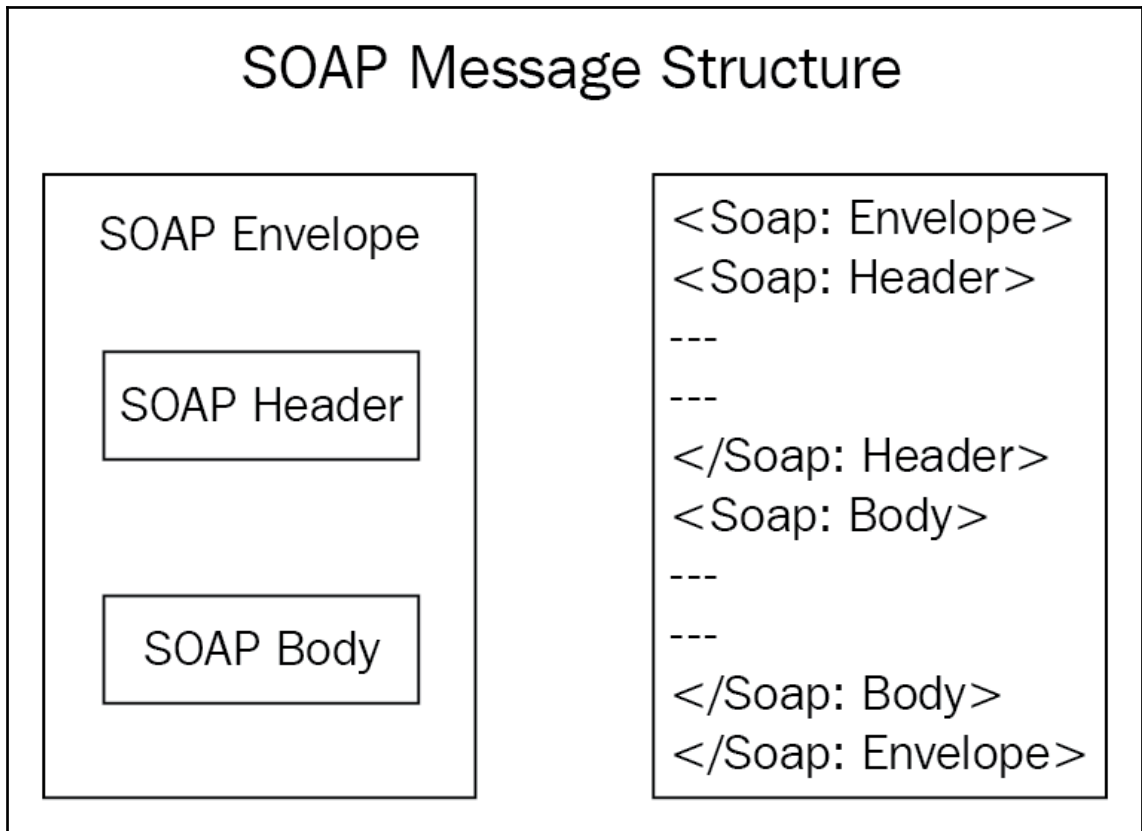 SOAP Message Structure
SOAP Envelope
SOAP Header
SOAP Body
<Soap: Envelope>
<Soap: Header>
---
---
</Soap: Header>
<Soap: Body>
---
---
</Soap: Body>
</Soap: Envelope>